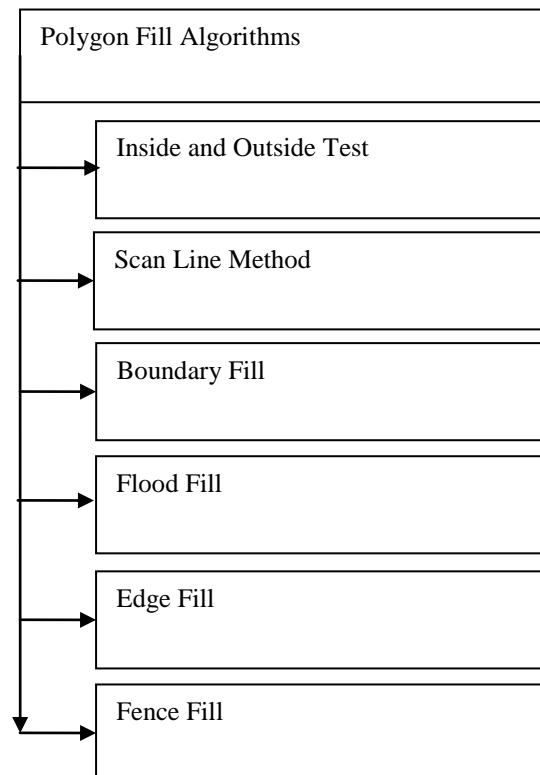 Polygon Fill Algorithms
Inside and Outside Test
Scan Line Method
Boundary Fill
Flood Fill
Edge Fill
Fence Fill